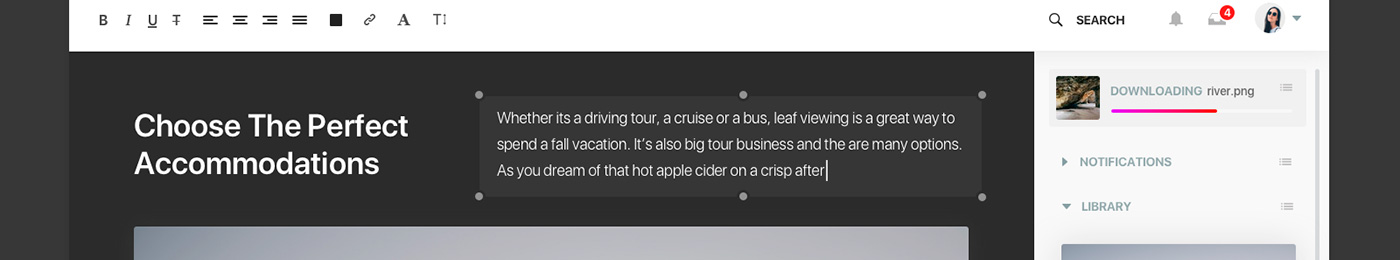 B I U T A T
SEARCH
4
DOWNLOADING river.png
Choose The Perfect
Accommodations
Whether its a driving tour, a cruise or a bus, leaf viewing is a great way to
spend a fall vacation. It’s also big tour business and the are many options.
As you dream of that hot apple cider on a crisp after
NOTIFICATIONS
LIBRARY